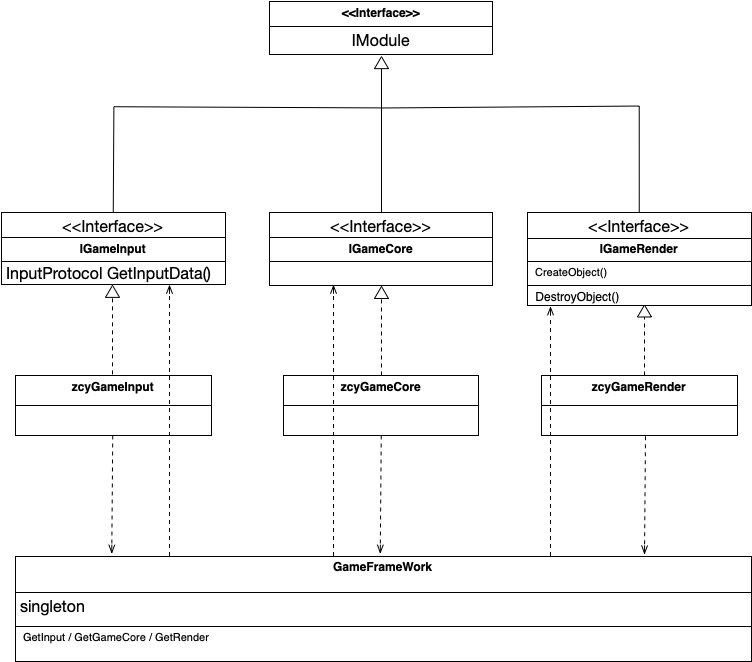 <<Interface>>
IModule
<<Interface>>
IGameInput
InputProtocol GetInputData()
<<Interface>>
IGameCore
<<Interface>>
IGameRender
CreateObject()
DestroyObject()
zcyGameInput
zcyGameCore
zcyGameRender
GameFrameWork
singleton
GetInput / GetGameCore / GetRender